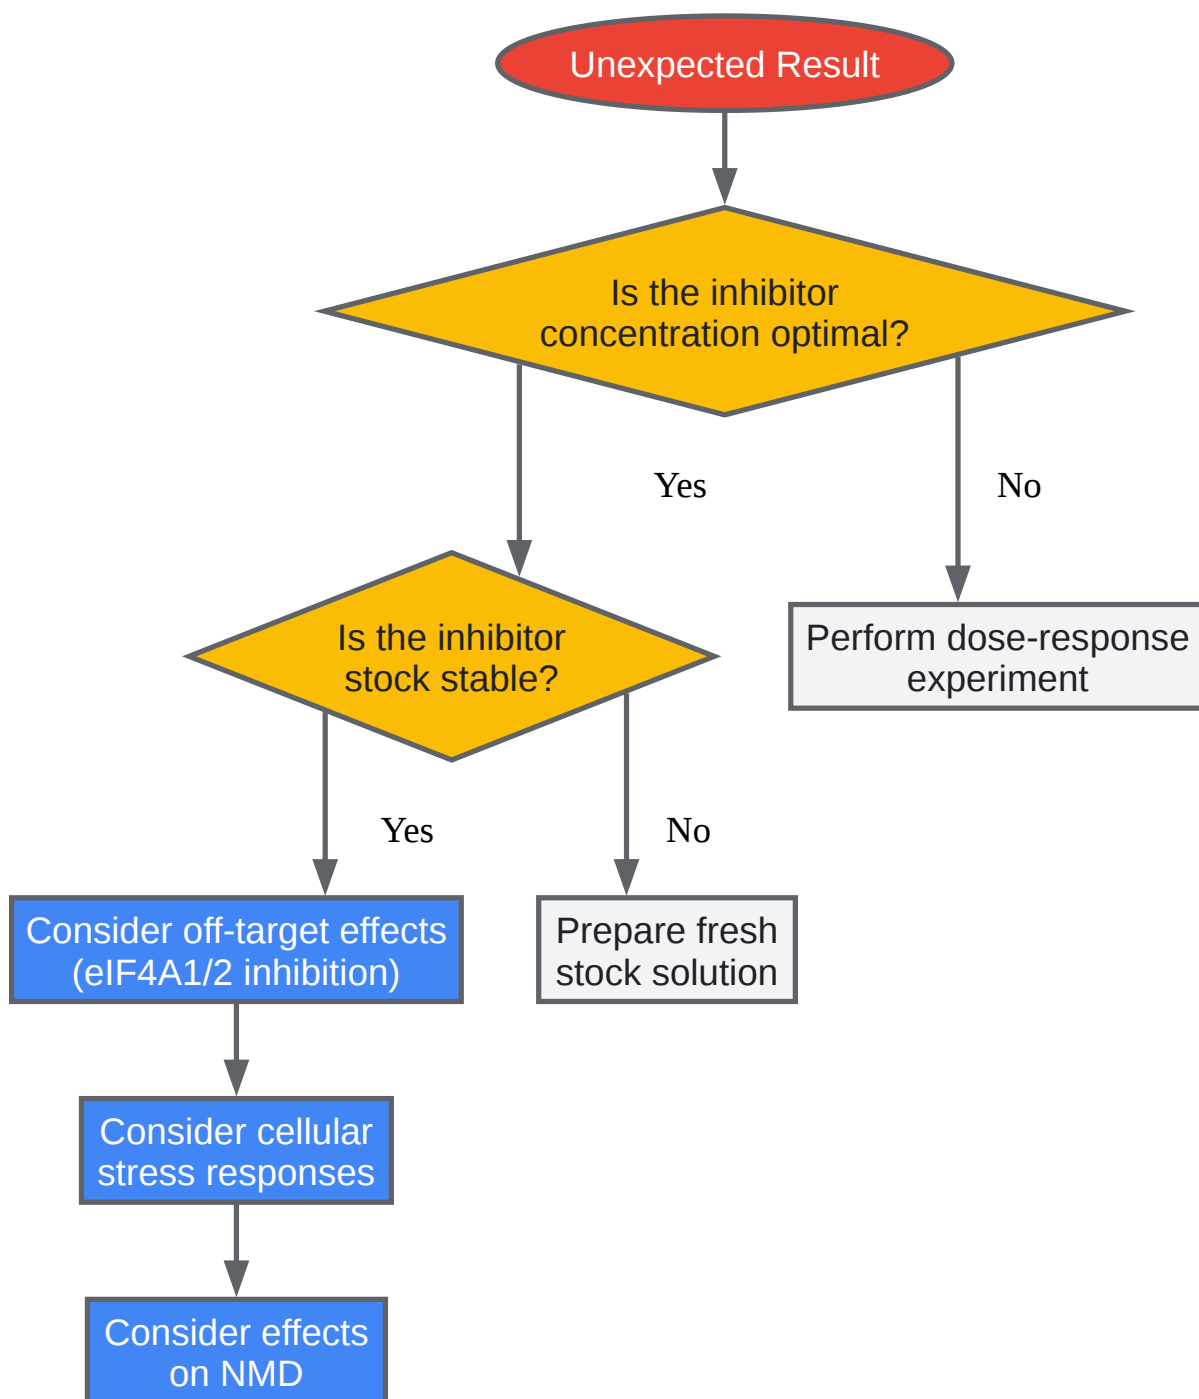 Unexpected Result
Is the inhibitor
concentration optimal?
Yes
No
Is the inhibitor
stock stable?
Perform dose-response
experiment
Yes
No
Consider off-target effects
(eIF4A1/2 inhibition)
Prepare fresh
stock solution
Consider cellular
stress responses
Consider effects
on NMD